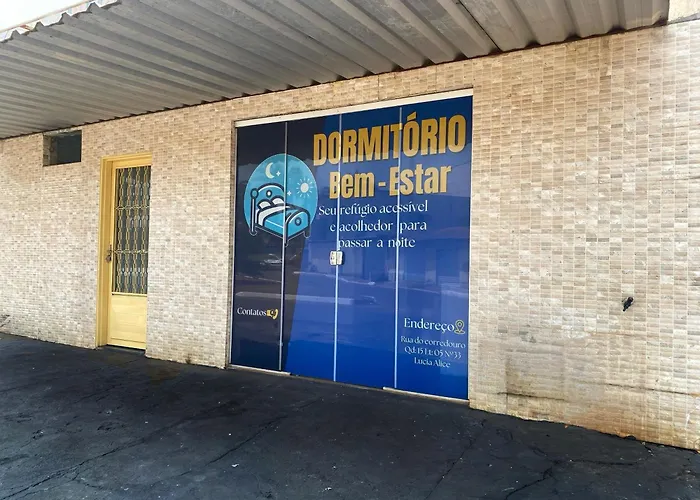 DORMITÓRIO
Bem-Estar
Seu refúgio acessível
e acolhedor para
passar a noite
Contatos
Endereço
Rua do corredouro
Qd: 15 Lt: 05 Nº33
Lucia Alice